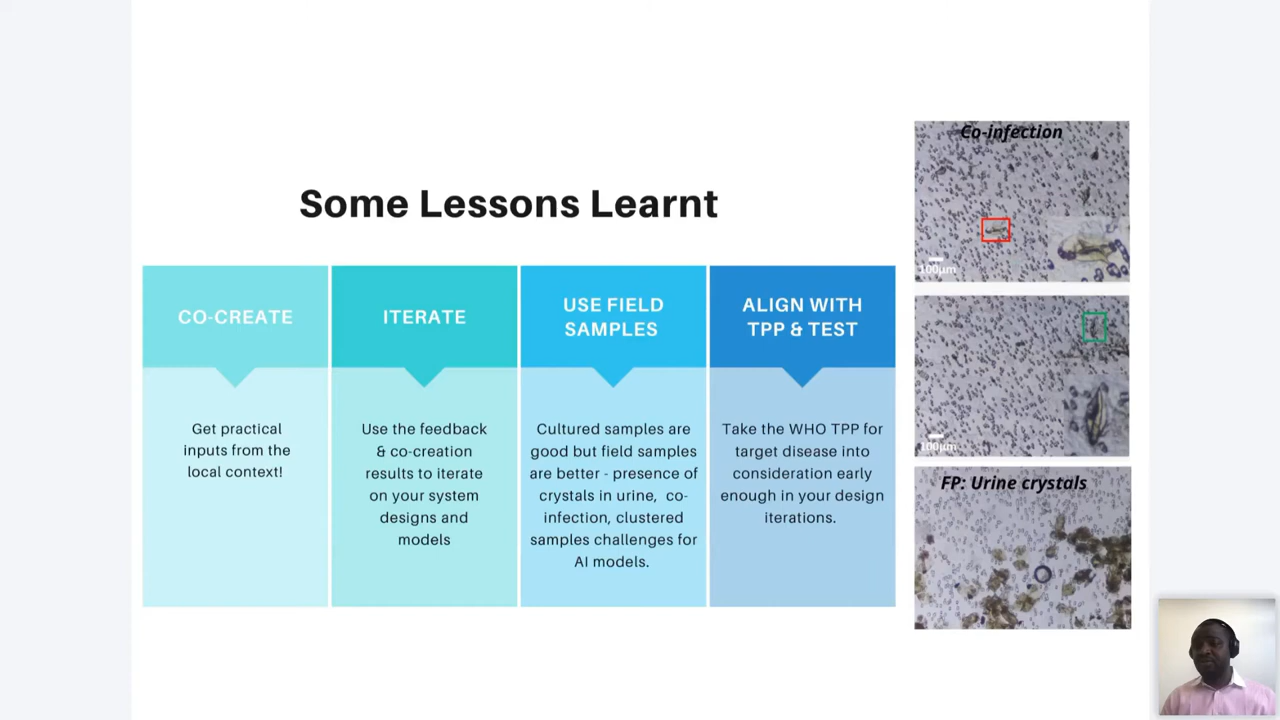 Some Lessons Learnt
CO-CREATE
Get practical
inputs from the
local context!
ITERATE
Use the feedback
& co-creation
results to iterate
on your system
designs and
models
USE FIELD
SAMPLES
Cultured samples are
good but field samples
are better - presence of
crystals in urine, co-
infection, clustered
samples challenges for
AI models.
ALIGN WITH
TPP & TEST
Take the WHO TPP for
target disease into
consideration early
enough in your design
iterations.
Co-infection
100μm
100μm
FP: Urine crystals